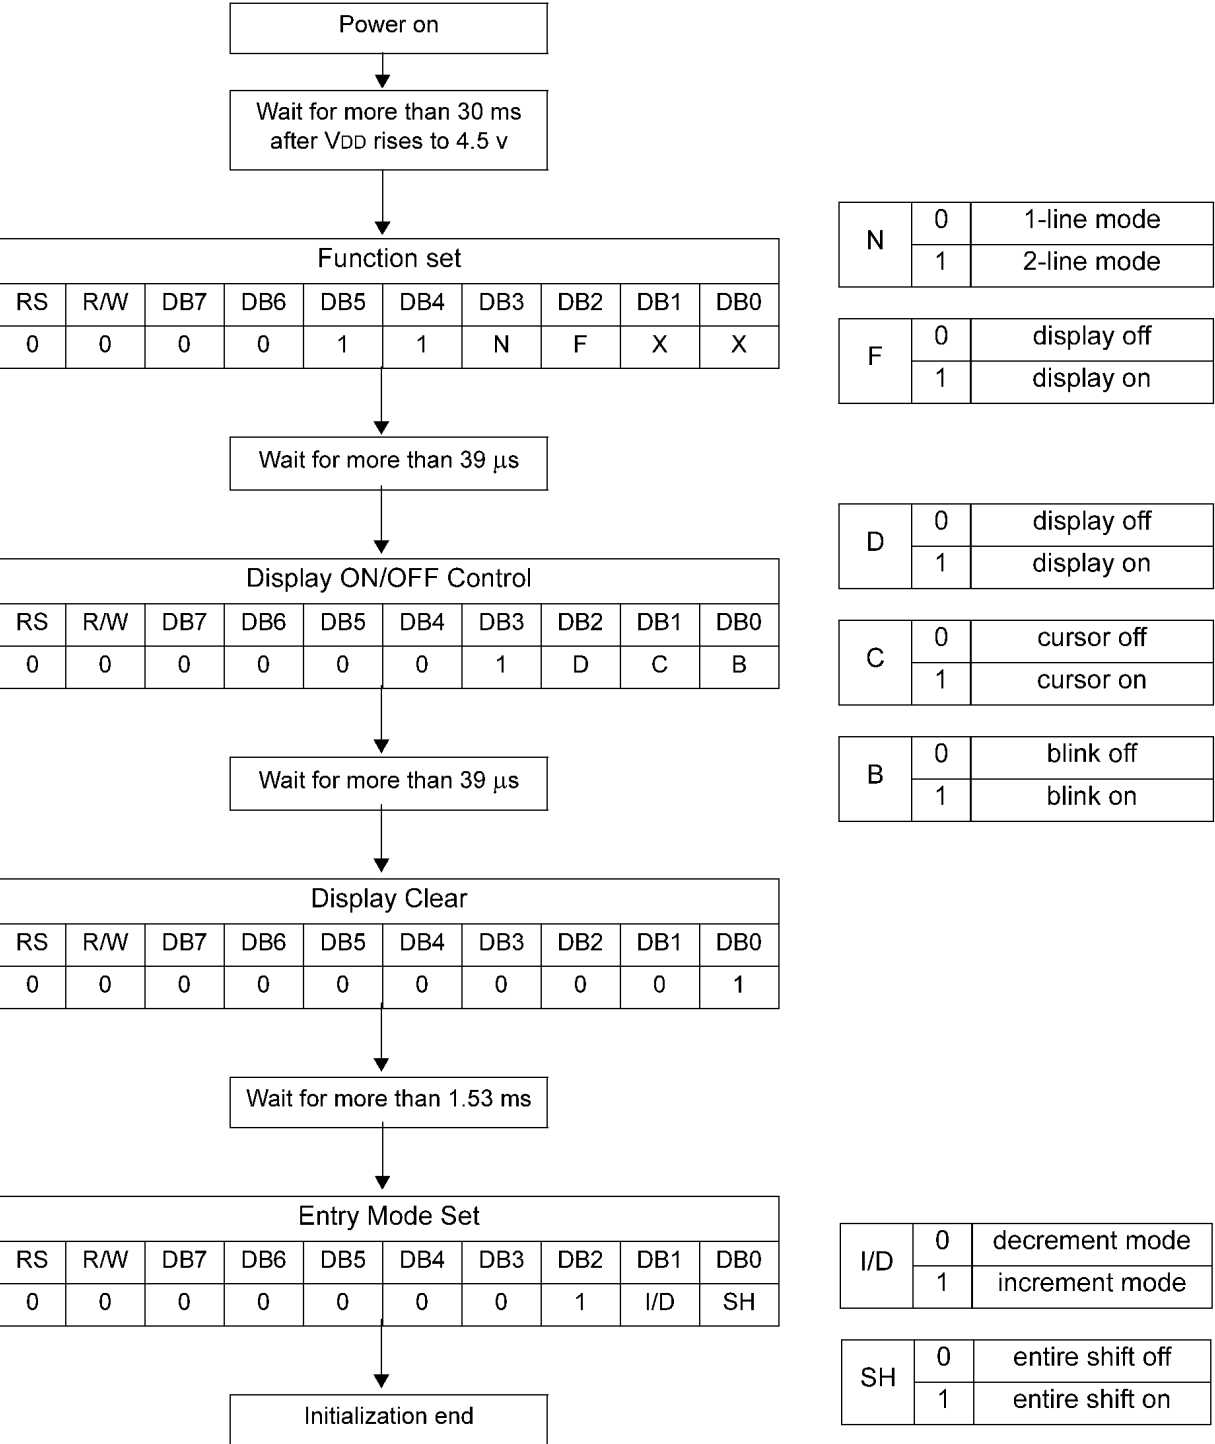 Power on
Wait for more than 30 ms
after VDD rises to 4.5 v
Function set
RS R/W DB7 DB6 DB5 DB4 DB3 DB2 DB1 DB0
0 0 0 0 1 1 N F X X
N 0 1-line mode
1 2-line mode
F 0 display off
1 display on
Wait for more than 39 μs
Display ON/OFF Control
RS R/W DB7 DB6 DB5 DB4 DB3 DB2 DB1 DB0
0 0 0 0 0 0 1 D C B
D 0 display off
1 display on
C 0 cursor off
1 cursor on
B 0 blink off
1 blink on
Wait for more than 39 μs
Display Clear
RS R/W DB7 DB6 DB5 DB4 DB3 DB2 DB1 DB0
0 0 0 0 0 0 0 0 0 1
Wait for more than 1.53 ms
Entry Mode Set
RS R/W DB7 DB6 DB5 DB4 DB3 DB2 DB1 DB0
0 0 0 0 0 0 0 1 I/D SH
I/D 0 decrement mode
1 increment mode
SH 0 entire shift off
1 entire shift on
Initialization end